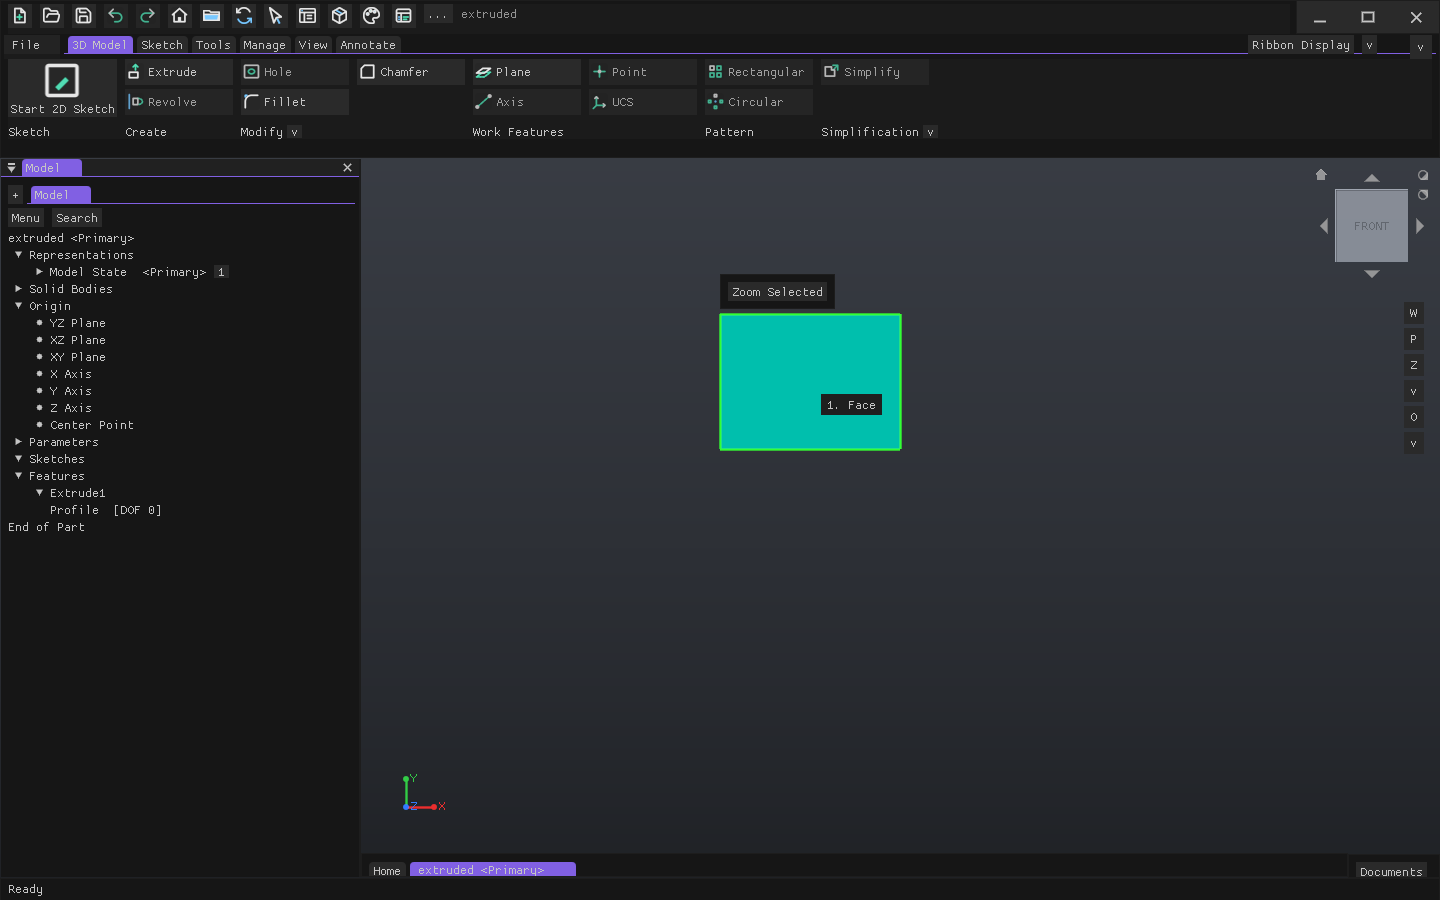 ... extruded
File 3D Model Sketch Tools Manage View Annotate Ribbon Display v v
Start 2D Sketch
Extrude
Revolve
Hole
Fillet
Chamfer
Plane
Axis
Point
UCS
Rectangular
Circular
Simplify
Sketch Create Modify v Work Features Pattern Simplification v
Model
+ Model
Menu Search
extruded <Primary>
Representations
Model State <Primary> 1
Solid Bodies
Origin
YZ Plane
XZ Plane
XY Plane
X Axis
Y Axis
Z Axis
Center Point
Parameters
Sketches
Features
Extrude1
Profile [DOF 0]
End of Part
FRONT
Zoom Selected
1. Face
W
P
Z
v
O
v
Y
Z X
Home extruded <Primary> Documents
Ready